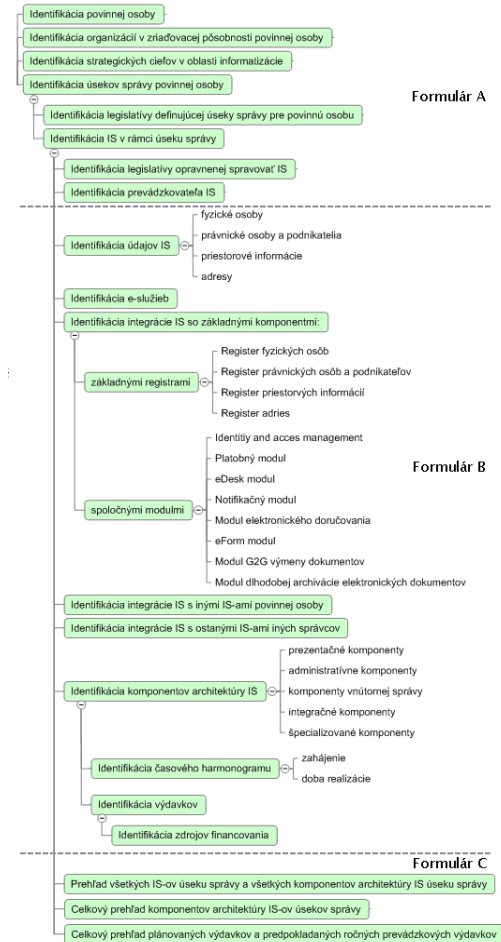 Identifikácia povinnej osoby
Identifikácia organizácií v zriaďovacej pôsobnosti povinnej osoby
Identifikácia strategických cieľov v oblasti informatizácie
Identifikácia úsekov správy povinnej osoby
Formulár A
Identifikácia legislatívy definujúcej úseky správy pre povinnú osobu
Identifikácia IS v rámci úseku správy
Identifikácia legislatívy opravnenej spravovať IS
Identifikácia prevádzkovateľa IS
fyzické osoby
právnické osoby a podnikatelia
Identifikácia údajov IS
priestorové informácie
adresy
Identifikácia e-služieb
Identifikácia integrácie IS so základnými komponentmi:
Register fyzických osôb
Register právnických osôb a podnikateľov
základnými registrami
Register priestorvých informácií
Register adries
Identitiy and acces management
Platobný modul
Formulár B
eDesk modul
Notifikačný modul
spoločnými modulmi
Modul elektronického doručovania
eForm modul
Modul G2G výmeny dokumentov
Modul dlhodobej archivácie elektronických dokumentov
Identifikácia integrácie IS s inými IS-ami povinnej osoby
Identifikácia integrácie IS s ostanými IS-ami iných správcov
prezentačné komponenty
administratívne komponenty
Identifikácia komponentov architektúry IS
komponenty vnútornej správy
integračné komponenty
špecializované komponenty
zahájenie
Identifikácia časového harmonogramu
doba realizácie
Identifikácia výdavkov
Identifikácia zdrojov financovania
Formulár C
Prehľad všetkých IS-ov úseku správy a všetkých komponentov architektúry IS úseku správy
Celkový prehľad komponentov architektúry IS-ov úsekov správy
Celkový prehľad plánovaných výdavkov a predpokladaných ročných prevádzkových výdavkov